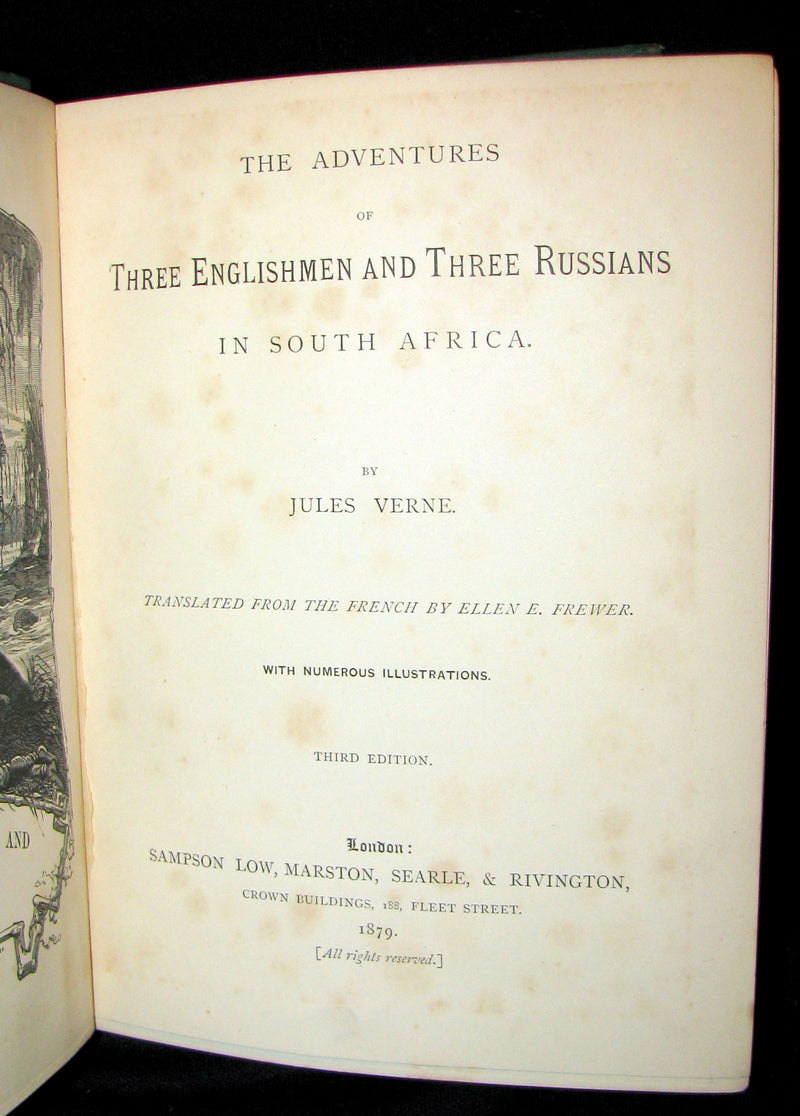 AND
THE ADVENTURES
OF
THREE ENGLISHMEN AND THREE RUSSIANS
IN SOUTH AFRICA.
BY
JULES VERNE.
TRANSLATED FROM THE FRENCH BY ELLEN E. FREWER.
WITH NUMEROUS ILLUSTRATIONS.
THIRD EDITION.
London:
SAMPSON LOW, MARSTON, SEARLE, & RIVINGTON,
CROWN BUILDINGS, 188, FLEET STREET.
1879.
[All rights reserved.]